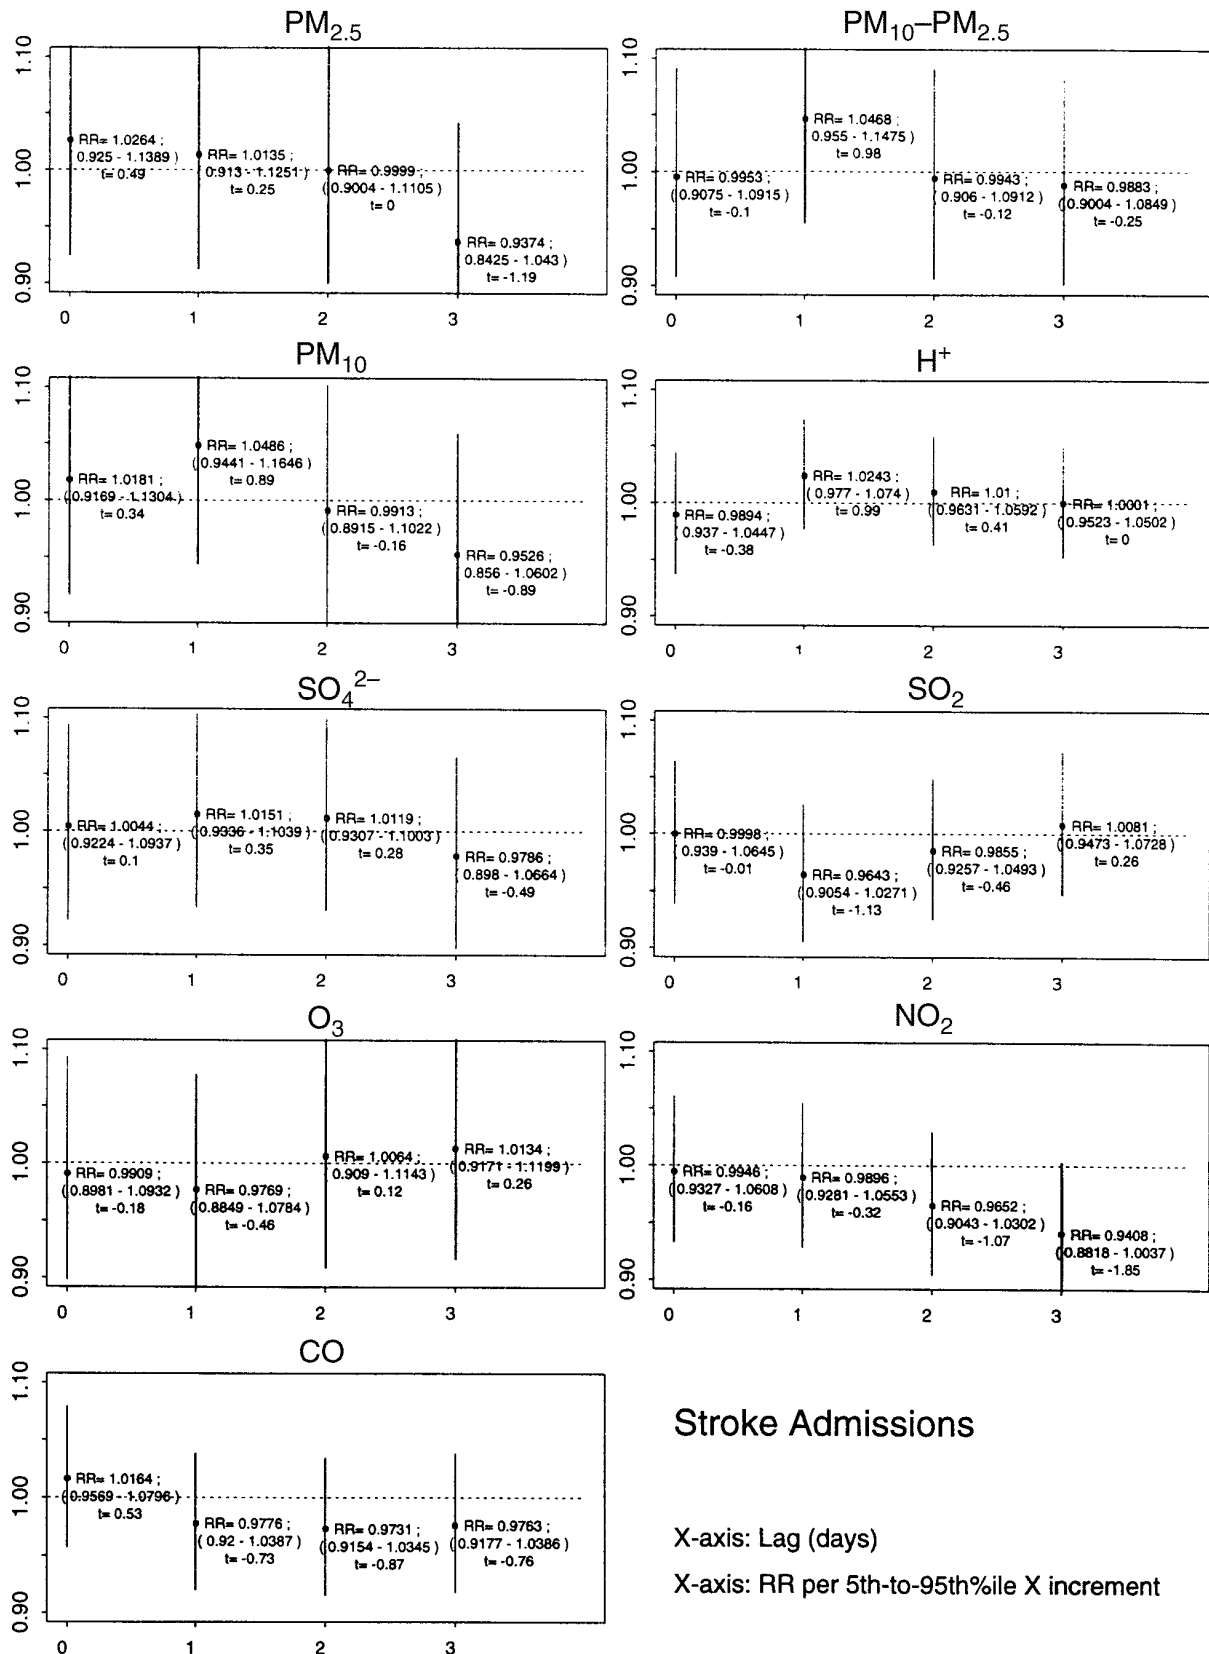 PM2.5
1.10
1.00
0.90
RR= 1.0264 ;
0.925 - 1.1389 )
t= 0.49
RR= 1.0135 ;
( 0.913 - 1.1251 )
t= 0.25
RR= 0.9999 ;
( 0.9004 - 1.1105 )
t= 0
RR= 0.9374 ;
0.8425 - 1.043 )
t= -1.19
0 1 2 3
PM10–PM2.5
1.10
1.00
0.90
RR= 0.9953 ;
( 0.9075 - 1.0915 )
t= -0.1
RR= 1.0468 ;
0.955 - 1.1475 )
t= 0.98
RR= 0.9943 ;
( 0.906 - 1.0912 )
t= -0.12
RR= 0.9883 ;
( 0.9004 - 1.0849 )
t= -0.25
0 1 2 3
PM10
1.10
1.00
0.90
RR= 1.0181 ;
( 0.9169 - 1.1304 )
t= 0.34
RR= 1.0486 ;
( 0.9441 - 1.1646 )
t= 0.89
RR= 0.9913 ;
( 0.8915 - 1.1022 )
t= -0.16
RR= 0.9526 ;
0.856 - 1.0602 )
t= -0.89
0 1 2 3
H+
1.10
1.00
0.90
RR= 0.9894 ;
( 0.937 - 1.0447 )
t= -0.38
RR= 1.0243 ;
( 0.977 - 1.074 )
t= 0.99
RR= 1.01 ;
( 0.9631 - 1.0592 )
t= 0.41
RR= 1.0001 ;
( 0.9523 - 1.0502 )
t= 0
0 1 2 3
SO4 2–
1.10
1.00
0.90
RR= 1.0044 ;
( 0.9224 - 1.0937 )
t= 0.1
RR= 1.0151 ;
( 0.9336 - 1.1039 )
t= 0.35
RR= 1.0119 ;
( 0.9307 - 1.1003 )
t= 0.28
RR= 0.9786 ;
0.898 - 1.0664 )
t= -0.49
0 1 2 3
SO2
1.10
1.00
0.90
RR= 0.9998 ;
( 0.939 - 1.0645 )
t= -0.01
RR= 0.9643 ;
( 0.9054 - 1.0271 )
t= -1.13
RR= 0.9855 ;
( 0.9257 - 1.0493 )
t= -0.46
RR= 1.0081 ;
( 0.9473 - 1.0728 )
t= 0.26
0 1 2 3
O3
1.10
1.00
0.90
RR= 0.9909 ;
( 0.8981 - 1.0932 )
t= -0.18
RR= 0.9769 ;
( 0.8849 - 1.0784 )
t= -0.46
RR= 1.0064 ;
0.909 - 1.1143 )
t= 0.12
RR= 1.0134 ;
( 0.9171 - 1.1199 )
t= 0.26
0 1 2 3
NO2
1.10
1.00
0.90
RR= 0.9946 ;
( 0.9327 - 1.0608 )
t= -0.16
RR= 0.9896 ;
( 0.9281 - 1.0553 )
t= -0.32
RR= 0.9652 ;
( 0.9043 - 1.0302 )
t= -1.07
RR= 0.9408 ;
( 0.8818 - 1.0037 )
t= -1.85
0 1 2 3
CO
1.10
1.00
0.90
RR= 1.0164 ;
( 0.9569 - 1.0796 )
t= 0.53
RR= 0.9776 ;
( 0.92 - 1.0387 )
t= -0.73
RR= 0.9731 ;
( 0.9154 - 1.0345 )
t= -0.87
RR= 0.9763 ;
( 0.9177 - 1.0386 )
t= -0.76
0 1 2 3
Stroke Admissions
X-axis: Lag (days)
X-axis: RR per 5th-to-95th%ile X increment